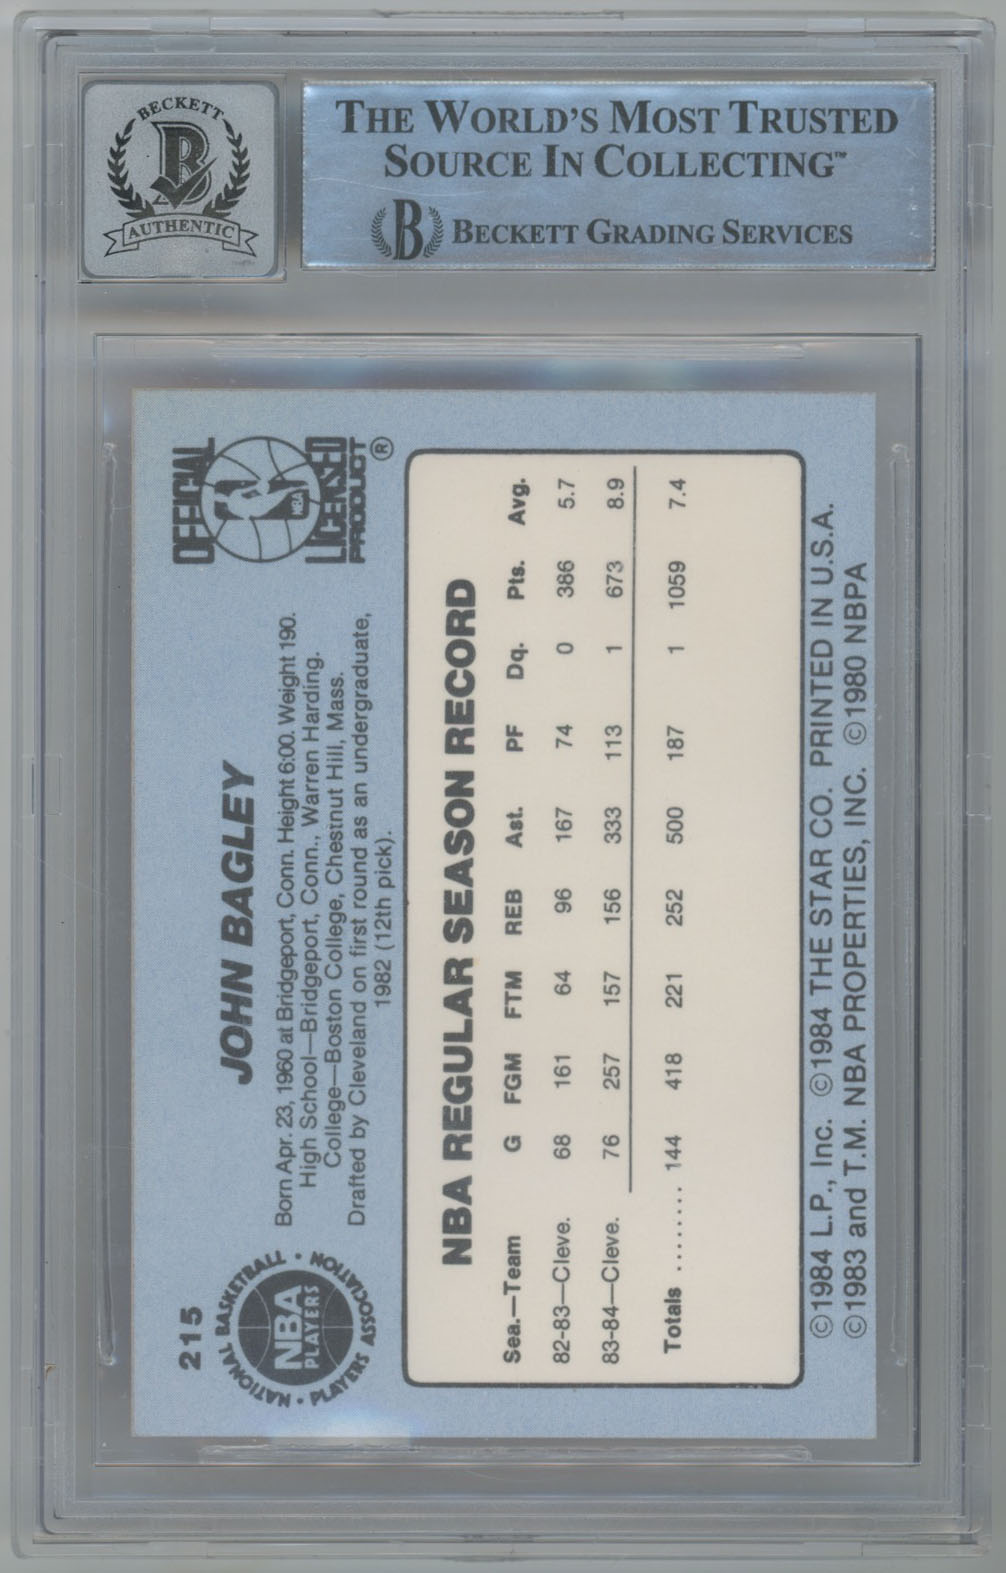 BECKETT
B
AUTHENTIC
THE WORLD'S MOST TRUSTED
SOURCE IN COLLECTING™
B BECKETT GRADING SERVICES
215
NATIONAL BASKETBALL • PLAYERS ASSOCIATION •
NBA
PLAYERS
JOHN BAGLEY
Born Apr. 23, 1960 at Bridgeport, Conn. Height 6:00. Weight 190.
High School—Bridgeport, Conn., Warren Harding.
College—Boston College, Chestnut Hill, Mass.
Drafted by Cleveland on first round as an undergraduate,
1982 (12th pick).
OFFICIAL
NBA
LICENSED
PRODUCT ®
NBA REGULAR SEASON RECORD
Sea.—Team G FGM FTM REB Ast. PF Dq. Pts. Avg.
82-83—Cleve. 68 161 64 96 167 74 0 386 5.7
83-84—Cleve. 76 257 157 156 333 113 1 673 8.9
Totals ........ 144 418 221 252 500 187 1 1059 7.4
©1984 L.P., Inc. ©1984 THE STAR CO. PRINTED IN U.S.A.
©1983 and T.M. NBA PROPERTIES, INC. ©1980 NBPA